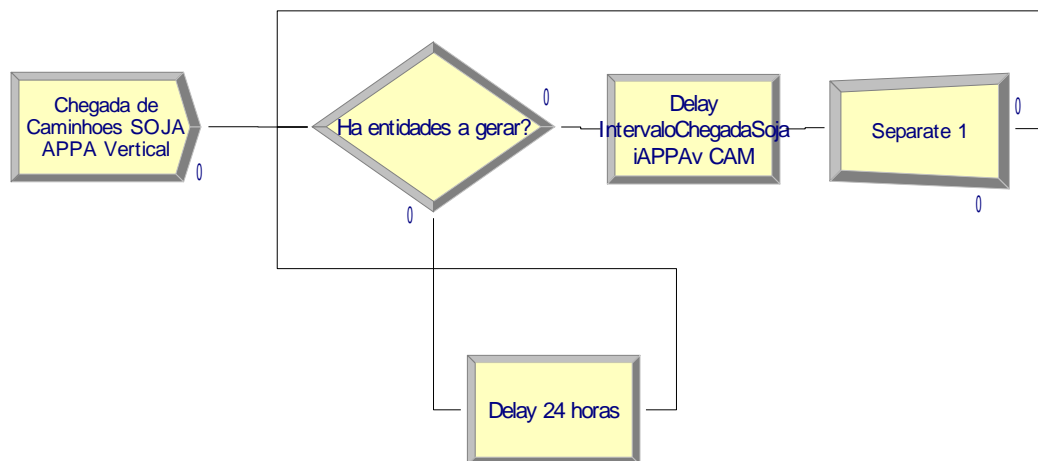 Chegada de
Caminhoes SOJA
APPA Vertical
0
Ha entidades a gerar?
0
0
Delay
IntervaloChegadaSoja
iAPPAv CAM
Separate 1
0
0
Delay 24 horas